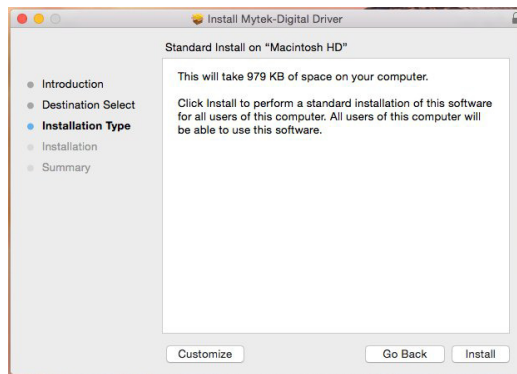 Install Mytek-Digital Driver
Standard Install on “Macintosh HD”
Introduction
Destination Select
Installation Type
Installation
Summary
This will take 979 KB of space on your computer.
Click Install to perform a standard installation of this software
for all users of this computer. All users of this computer will
be able to use this software.
Customize
Go Back
Install